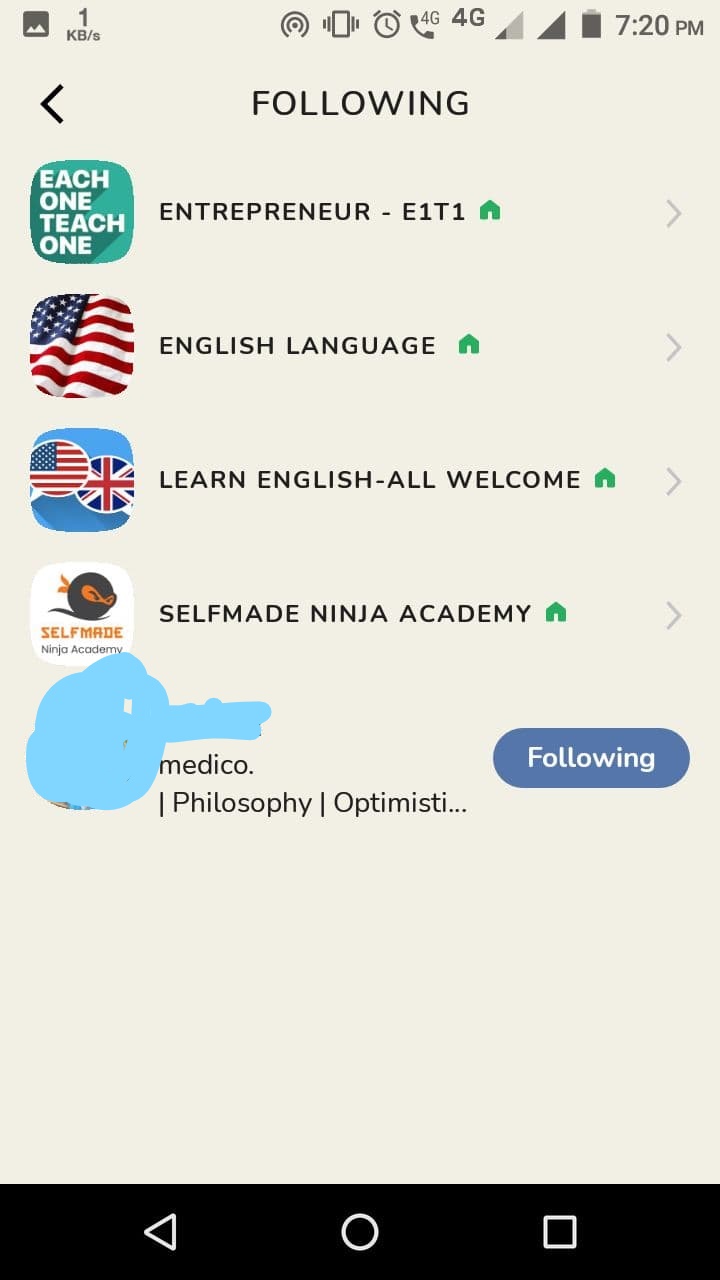 1
KB/s
4G
4G
7:20 PM
FOLLOWING
EACH
ONE
TEACH
ONE
ENTREPRENEUR - E1T1
ENGLISH LANGUAGE
LEARN ENGLISH-ALL WELCOME
SELFMADE
Ninja Academy
SELFMADE NINJA ACADEMY
medico.
Following
| Philosophy | Optimisti...